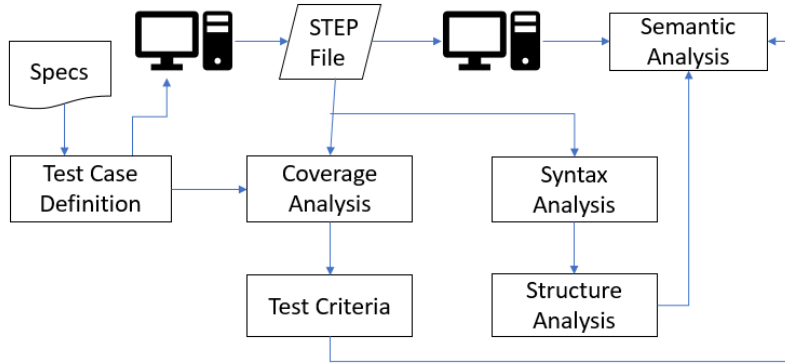 STEP
File
Semantic
Analysis
Specs
Test Case
Definition
Coverage
Analysis
Syntax
Analysis
Test Criteria
Structure
Analysis